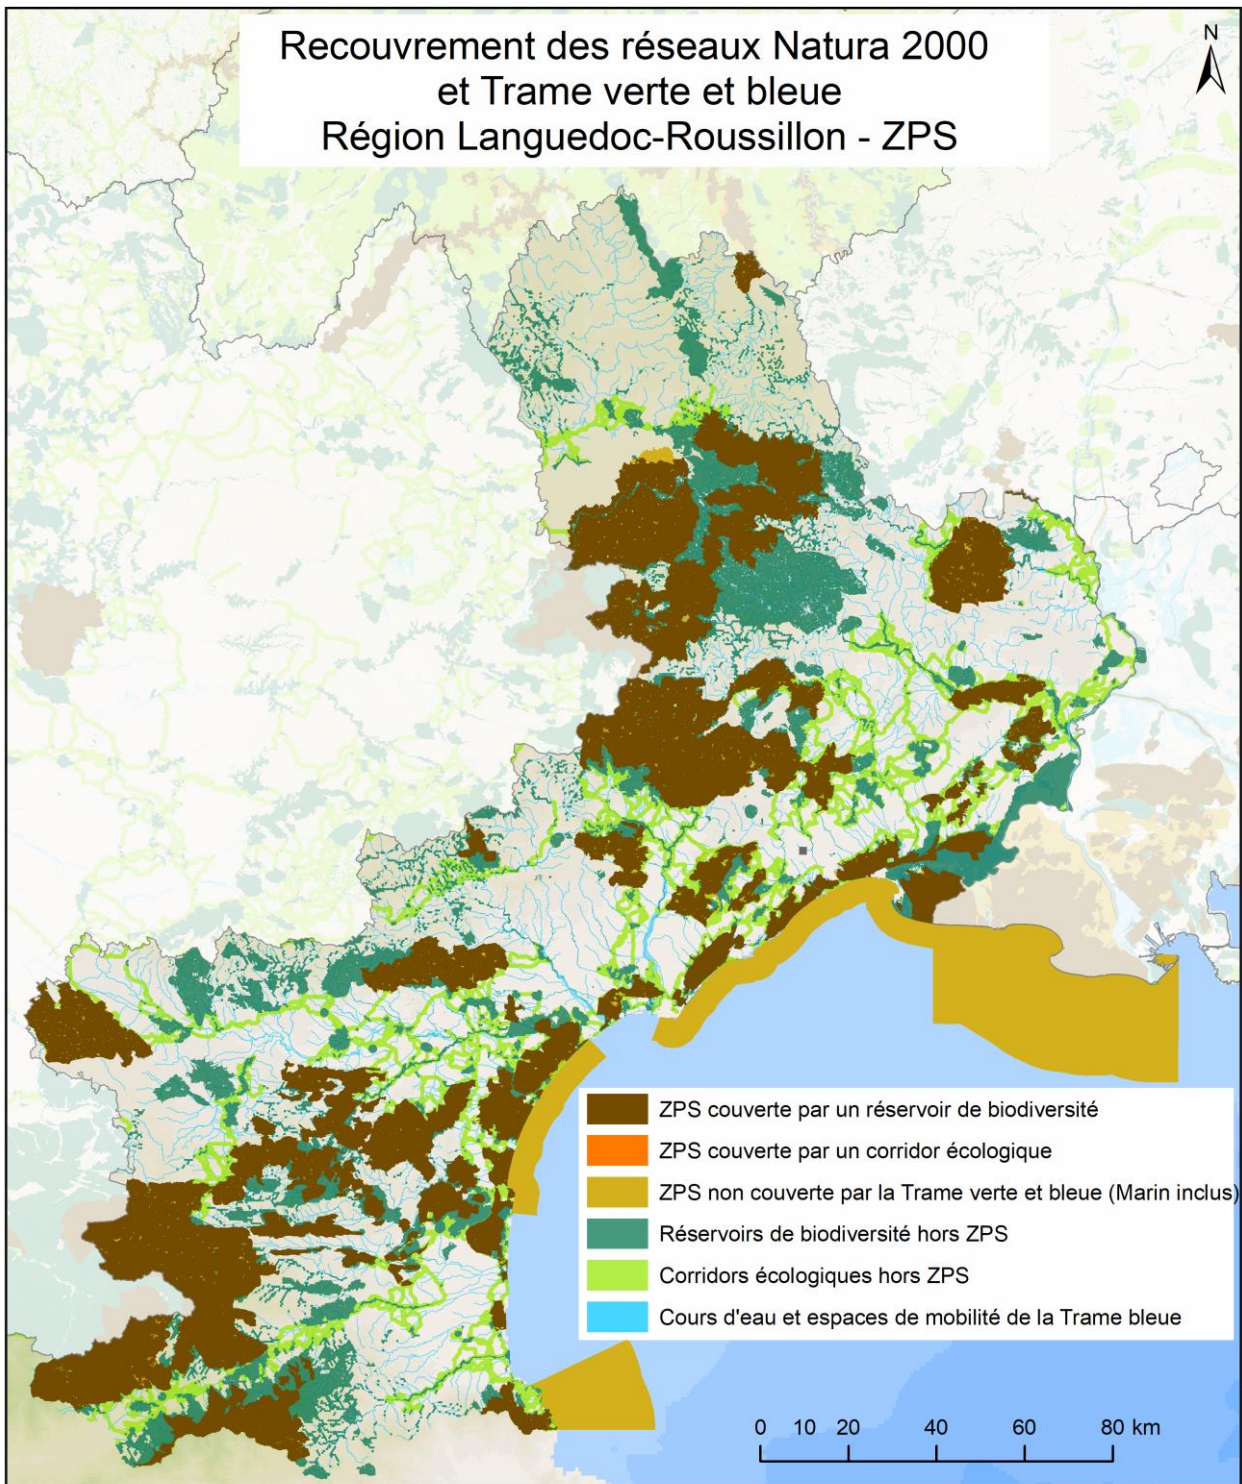 Recouvrement des réseaux Natura 2000
et Trame verte et bleue
Région Languedoc-Roussillon - ZPS
N
ZPS couverte par un réservoir de biodiversité
ZPS couverte par un corridor écologique
ZPS non couverte par la Trame verte et bleue (Marin inclus)
Réservoirs de biodiversité hors ZPS
Corridors écologiques hors ZPS
Cours d'eau et espaces de mobilité de la Trame bleue
0 10 20 40 60 80 km